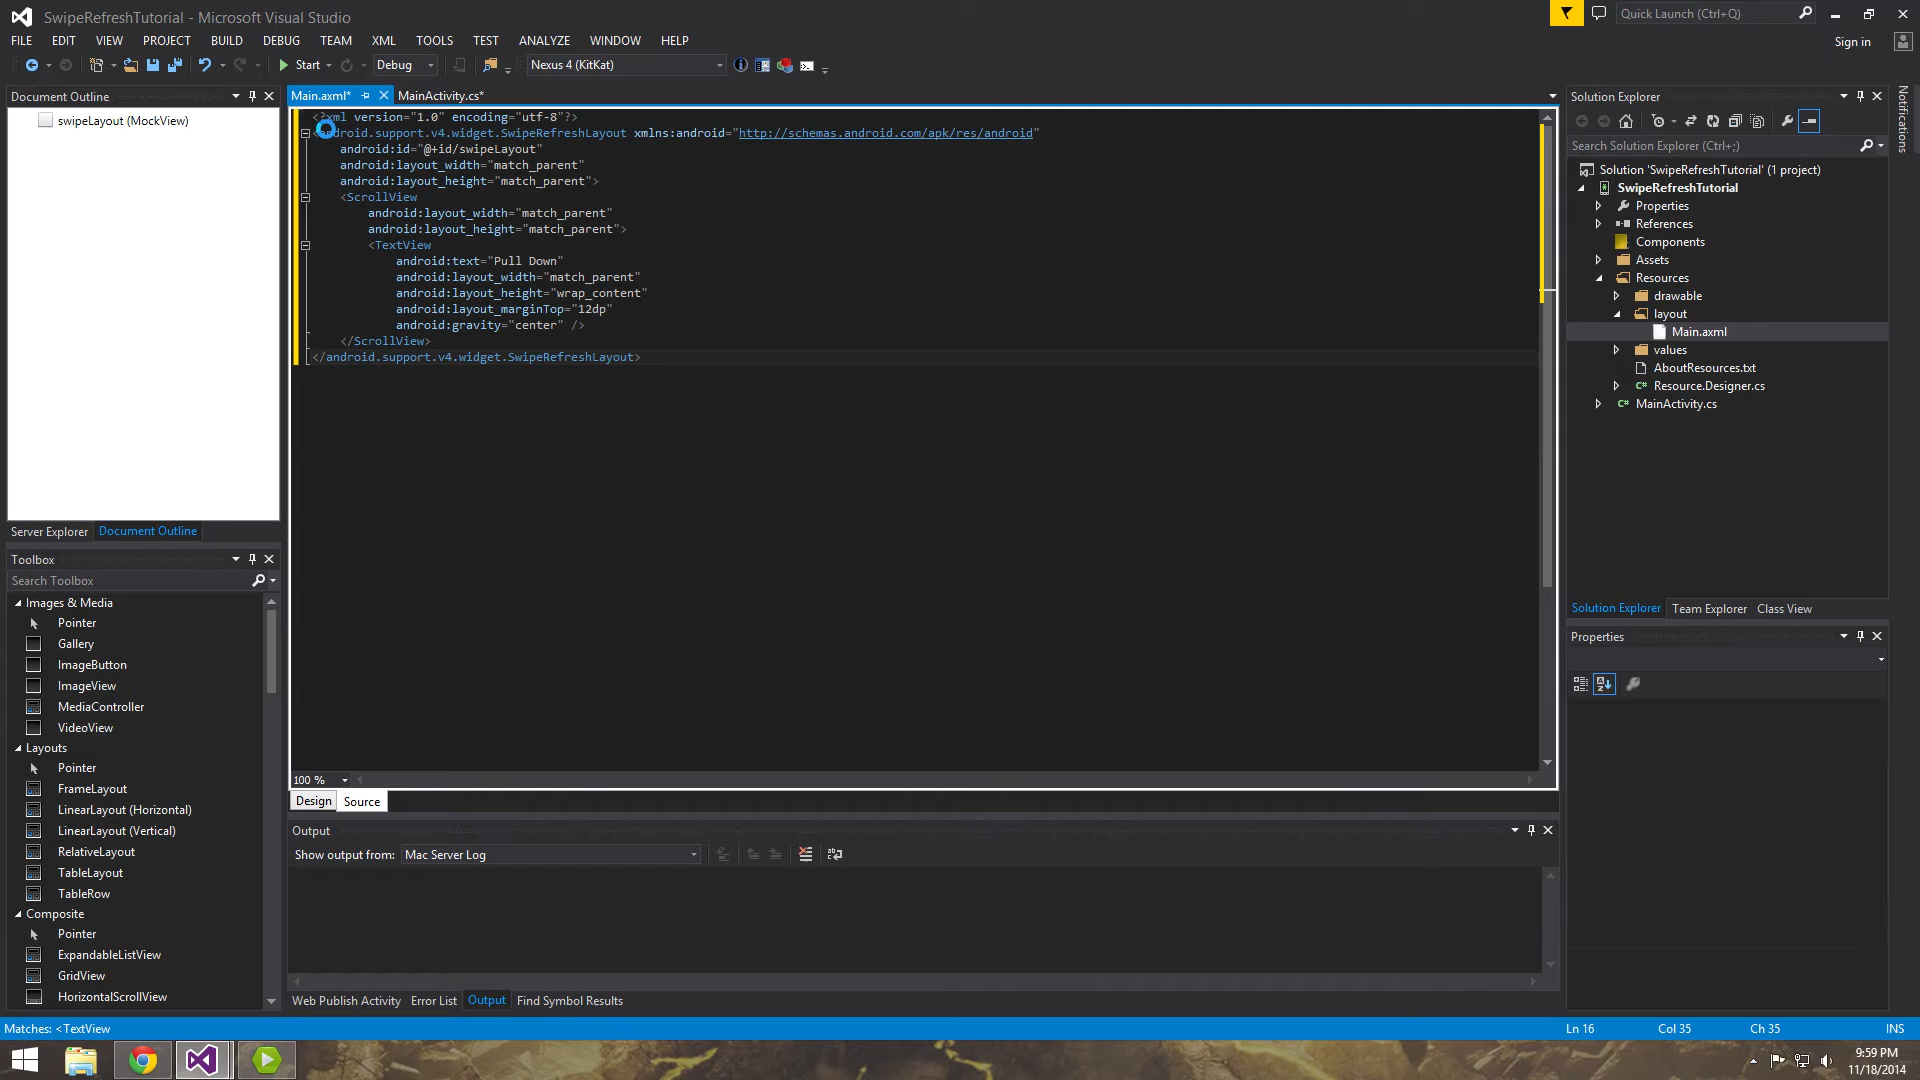 SwipeRefreshTutorial - Microsoft Visual Studio
Quick Launch (Ctrl+Q)
FILE EDIT VIEW PROJECT BUILD DEBUG TEAM XML TOOLS TEST ANALYZE WINDOW HELP
Sign in
Start Debug Nexus 4 (KitKat)
Document Outline
swipeLayout (MockView)
Server Explorer Document Outline
Toolbox
Search Toolbox
Images & Media
Pointer
Gallery
ImageButton
ImageView
MediaController
VideoView
Layouts
Pointer
FrameLayout
LinearLayout (Horizontal)
LinearLayout (Vertical)
RelativeLayout
TableLayout
TableRow
Composite
Pointer
ExpandableListView
GridView
HorizontalScrollView
Main.axml* MainActivity.cs*
<?xml version="1.0" encoding="utf-8"?>
<android.support.v4.widget.SwipeRefreshLayout xmlns:android="http://schemas.android.com/apk/res/android"
android:id="@+id/swipeLayout"
android:layout_width="match_parent"
android:layout_height="match_parent">
<ScrollView
android:layout_width="match_parent"
android:layout_height="match_parent">
<TextView
android:text="Pull Down"
android:layout_width="match_parent"
android:layout_height="wrap_content"
android:layout_marginTop="12dp"
android:gravity="center" />
</ScrollView>
</android.support.v4.widget.SwipeRefreshLayout>
100 %
Design Source
Output
Show output from: Mac Server Log
Web Publish Activity Error List Output Find Symbol Results
Solution Explorer
Search Solution Explorer (Ctrl+;)
Solution 'SwipeRefreshTutorial' (1 project)
SwipeRefreshTutorial
Properties
References
Components
Assets
Resources
drawable
layout
Main.axml
values
AboutResources.txt
C# Resource.Designer.cs
C# MainActivity.cs
Solution Explorer Team Explorer Class View
Properties
Notifications
Matches: <TextView
Ln 16 Col 35 Ch 35 INS
9:59 PM
11/18/2014